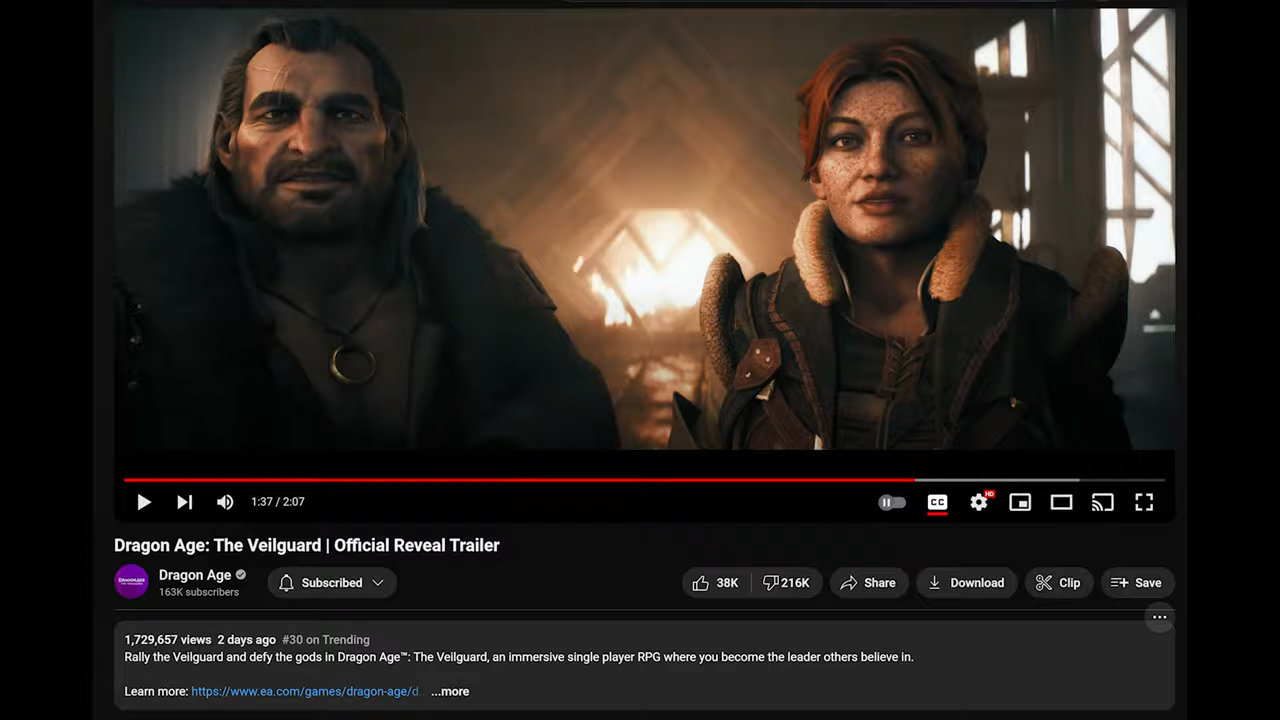 CC
HD
1:37 / 2:07
Dragon Age: The Veilguard | Official Reveal Trailer
Dragon Age
163K subscribers
Subscribed
38K
216K
Share
Download
Clip
Save
1,729,657 views 2 days ago #30 on Trending
Rally the Veilguard and defy the gods in Dragon Age™: The Veilguard, an immersive single player RPG where you become the leader others believe in.
Learn more: https://www.ea.com/games/dragon-age/d... ...more